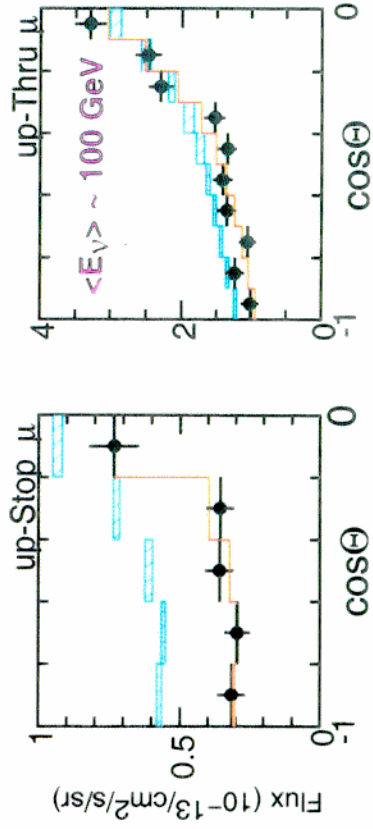 up-Stop μ
Flux (10⁻¹³/cm²/s/sr)
1
0.5
0
-1
0
cosΘ
up-Thru μ
<Eν> ~ 100 GeV
4
2
0
-1
0
cosΘ